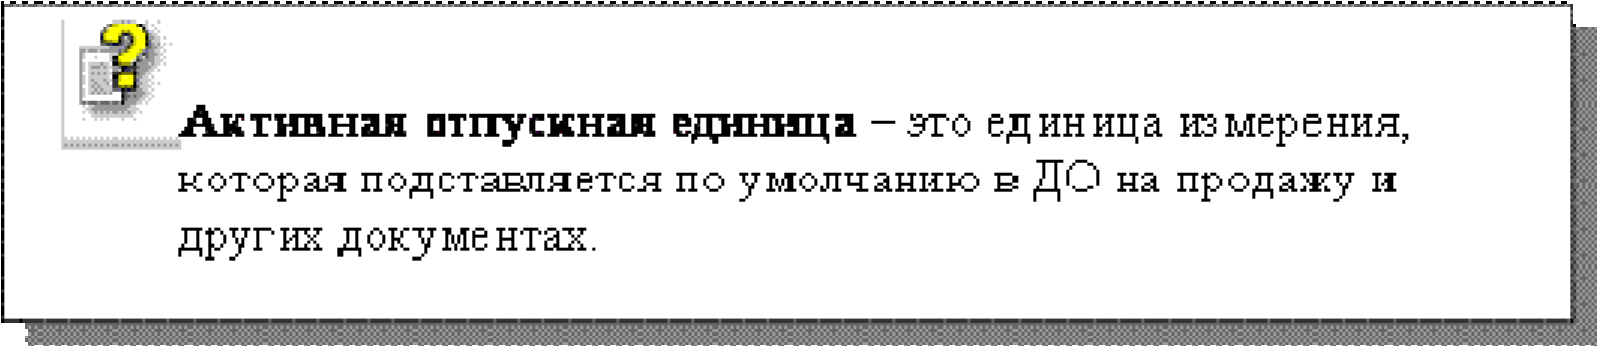 Активная отпускная единица – это единица измерения,
которая подставляется по умолчанию в ДО на продажу и
других документах.